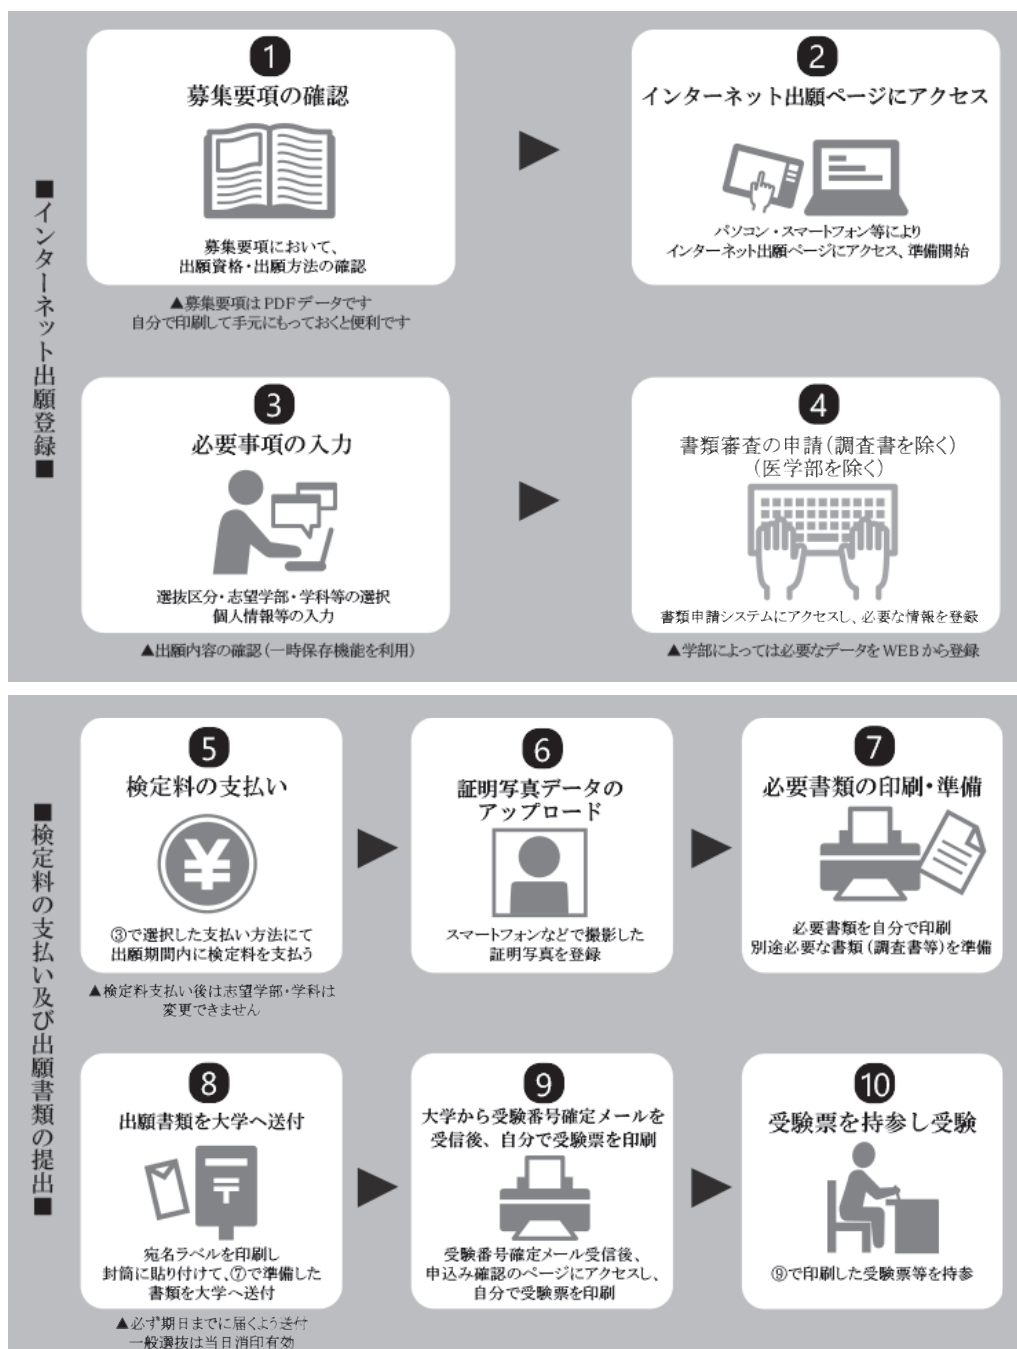 ■インターネット出願登録■
1
募集要項の確認
募集要項において、
出願資格・出願方法の確認
▲募集要項はPDFデータです
自分で印刷して手元にもっておくと便利です
2
インターネット出願ページにアクセス
パソコン・スマートフォン等により
インターネット出願ページにアクセス、準備開始
3
必要事項の入力
選抜区分・志望学部・学科等の選択
個人情報等の入力
▲出願内容の確認（一時保存機能を利用）
4
書類審査の申請（調査書を除く）
（医学部を除く）
書類申請システムにアクセスし、必要な情報を登録
▲学部によっては必要なデータをWEBから登録
■検定料の支払い及び出願書類の提出■
5
検定料の支払い
¥
③で選択した支払い方法にて
出願期間内に検定料を支払う
▲検定料支払い後は志望学部・学科は
変更できません
6
証明写真データの
アップロード
スマートフォンなどで撮影した
証明写真を登録
7
必要書類の印刷・準備
必要書類を自分で印刷
別途必要な書類（調査書等）を準備
8
出願書類を大学へ送付
〒
宛名ラベルを印刷し
封筒に貼り付けて、⑦で準備した
書類を大学へ送付
▲必ず期日までに届くよう送付
一般選抜は当日消印有効
9
大学から受験番号確定メールを
受信後、自分で受験票を印刷
受験番号確定メール受信後、
申込み確認のページにアクセスし、
自分で受験票を印刷
10
受験票を持参し受験
⑨で印刷した受験票等を持参